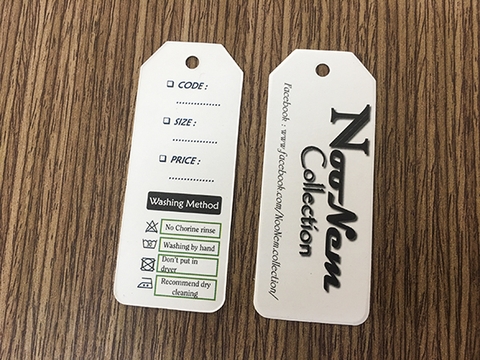 CODE :
................
SIZE :
...............
PRICE :
...............
Washing Method
No Chorine rinse
Washing by hand
Don't put in
dryer
Recommend dry
cleaning
NooNem
Collection
Facebook : www.facebook.com/NooNem.collection/